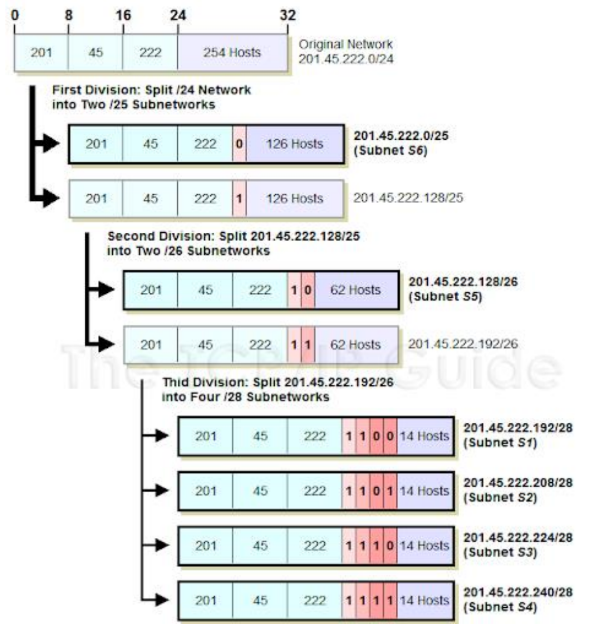 0 8 16 24 32
201 45 222 254 Hosts
Original Network
201.45.222.0/24
First Division: Split /24 Network
into Two /25 Subnetworks
201 45 222 0 126 Hosts
201.45.222.0/25
(Subnet S6)
201 45 222 1 126 Hosts
201.45.222.128/25
Second Division: Split 201.45.222.128/25
into Two /26 Subnetworks
201 45 222 1 0 62 Hosts
201.45.222.128/26
(Subnet S5)
201 45 222 1 1 62 Hosts
201.45.222.192/26
The TCP/IP Guide
Thid Division: Split 201.45.222.192/26
into Four /28 Subnetworks
201 45 222 1 1 0 0 14 Hosts
201.45.222.192/28
(Subnet S1)
201 45 222 1 1 0 1 14 Hosts
201.45.222.208/28
(Subnet S2)
201 45 222 1 1 1 0 14 Hosts
201.45.222.224/28
(Subnet S3)
201 45 222 1 1 1 1 14 Hosts
201.45.222.240/28
(Subnet S4)